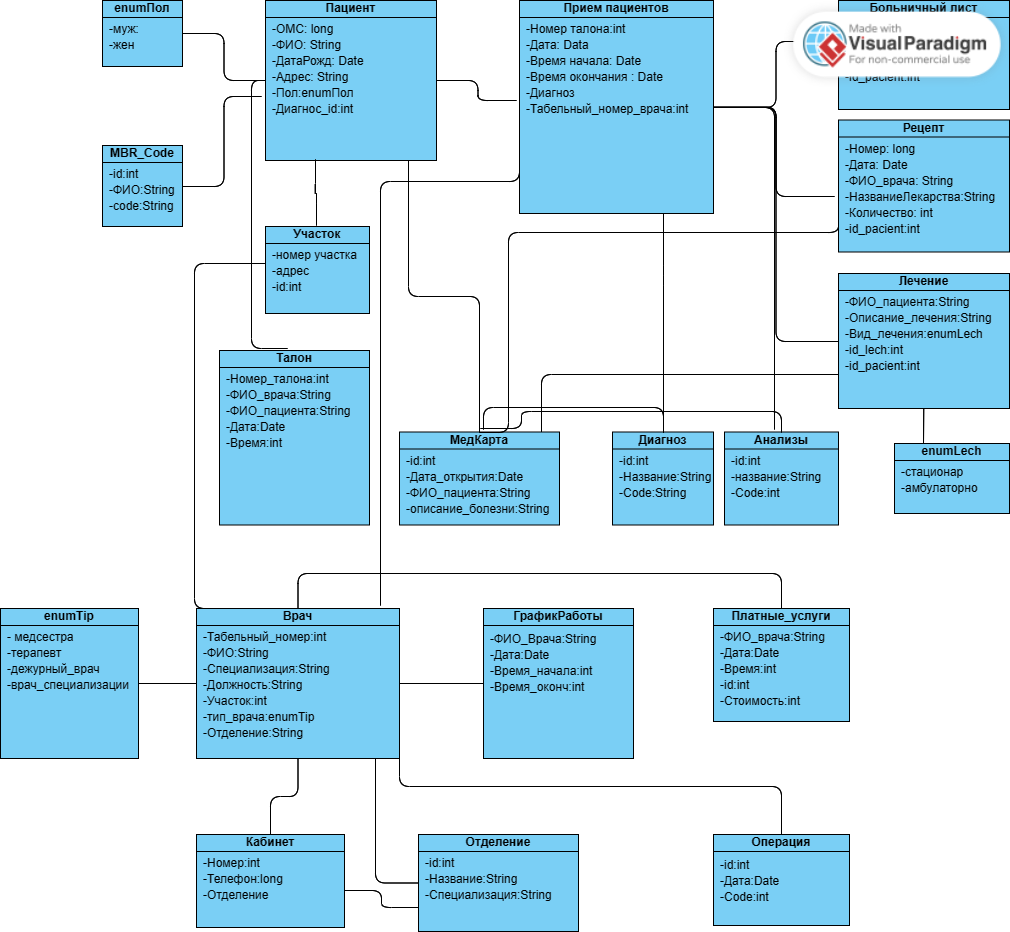 enumПол
-муж:
-жен
Пациент
-ОМС: long
-ФИО: String
-ДатаРожд: Date
-Адрес: String
-Пол:enumПол
-Диагнос_id:int
Прием пациентов
-Номер талона:int
-Дата: Data
-Время начала: Date
-Время окончания : Date
-Диагноз
-Табельный_номер_врача:int
Больничный лист
-id_pacient:int
Made with
Visual Paradigm
For non-commercial use
Рецепт
-Номер: long
-Дата: Date
-ФИО_врача: String
-НазваниеЛекарства:String
-Количество: int
-id_pacient:int
MBR_Code
-id:int
-ФИО:String
-code:String
Участок
-номер участка
-адрес
-id:int
Лечение
-ФИО_пациента:String
-Описание_лечения:String
-Вид_лечения:enumLech
-id_lech:int
-id_pacient:int
Талон
-Номер_талона:int
-ФИО_врача:String
-ФИО_пациента:String
-Дата:Date
-Время:int
МедКарта
-id:int
-Дата_открытия:Date
-ФИО_пациента:String
-описание_болезни:String
Диагноз
-id:int
-Название:String
-Code:String
Анализы
-id:int
-название:String
-Code:int
enumLech
-стационар
-амбулаторно
enumTip
- медсестра
-терапевт
-дежурный_врач
-врач_специализации
Врач
-Табельный_номер:int
-ФИО:String
-Специализация:String
-Должность:String
-Участок:int
-тип_врача:enumTip
-Отделение:String
ГрафикРаботы
-ФИО_Врача:String
-Дата:Date
-Время_начала:int
-Время_оконч:int
Платные_услуги
-ФИО_врача:String
-Дата:Date
-Время:int
-id:int
-Стоимость:int
Кабинет
-Номер:int
-Телефон:long
-Отделение
Отделение
-id:int
-Название:String
-Специализация:String
Операция
-id:int
-Дата:Date
-Code:int